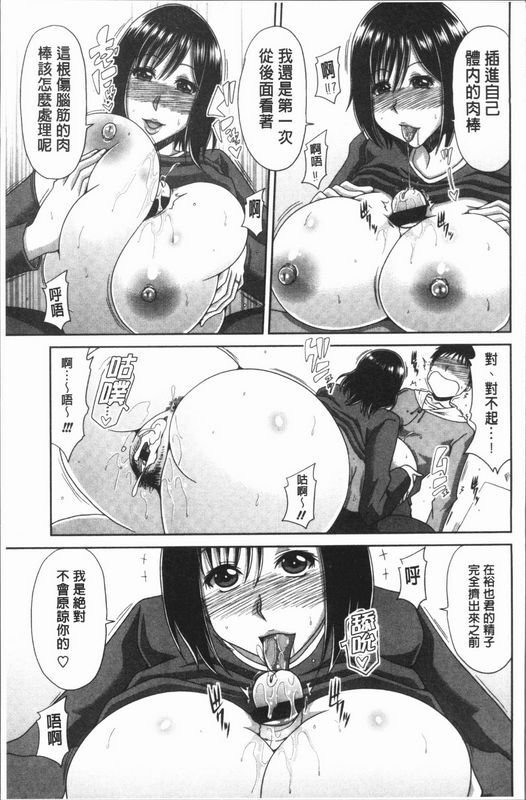 插進自己
體內的肉棒
啊
!!?
我還是第一次
從後面看著
啊唔
!!
啊
這根傷腦筋的肉
棒該怎麼處理呢
呼唔
對、對不起…!
咕噗
啊…~唔~!!!
咕啊~!!
在裕也君的精子
完全擠出來之前
呼
舔吮
我是絕對
不會原諒你的♡
唔啊